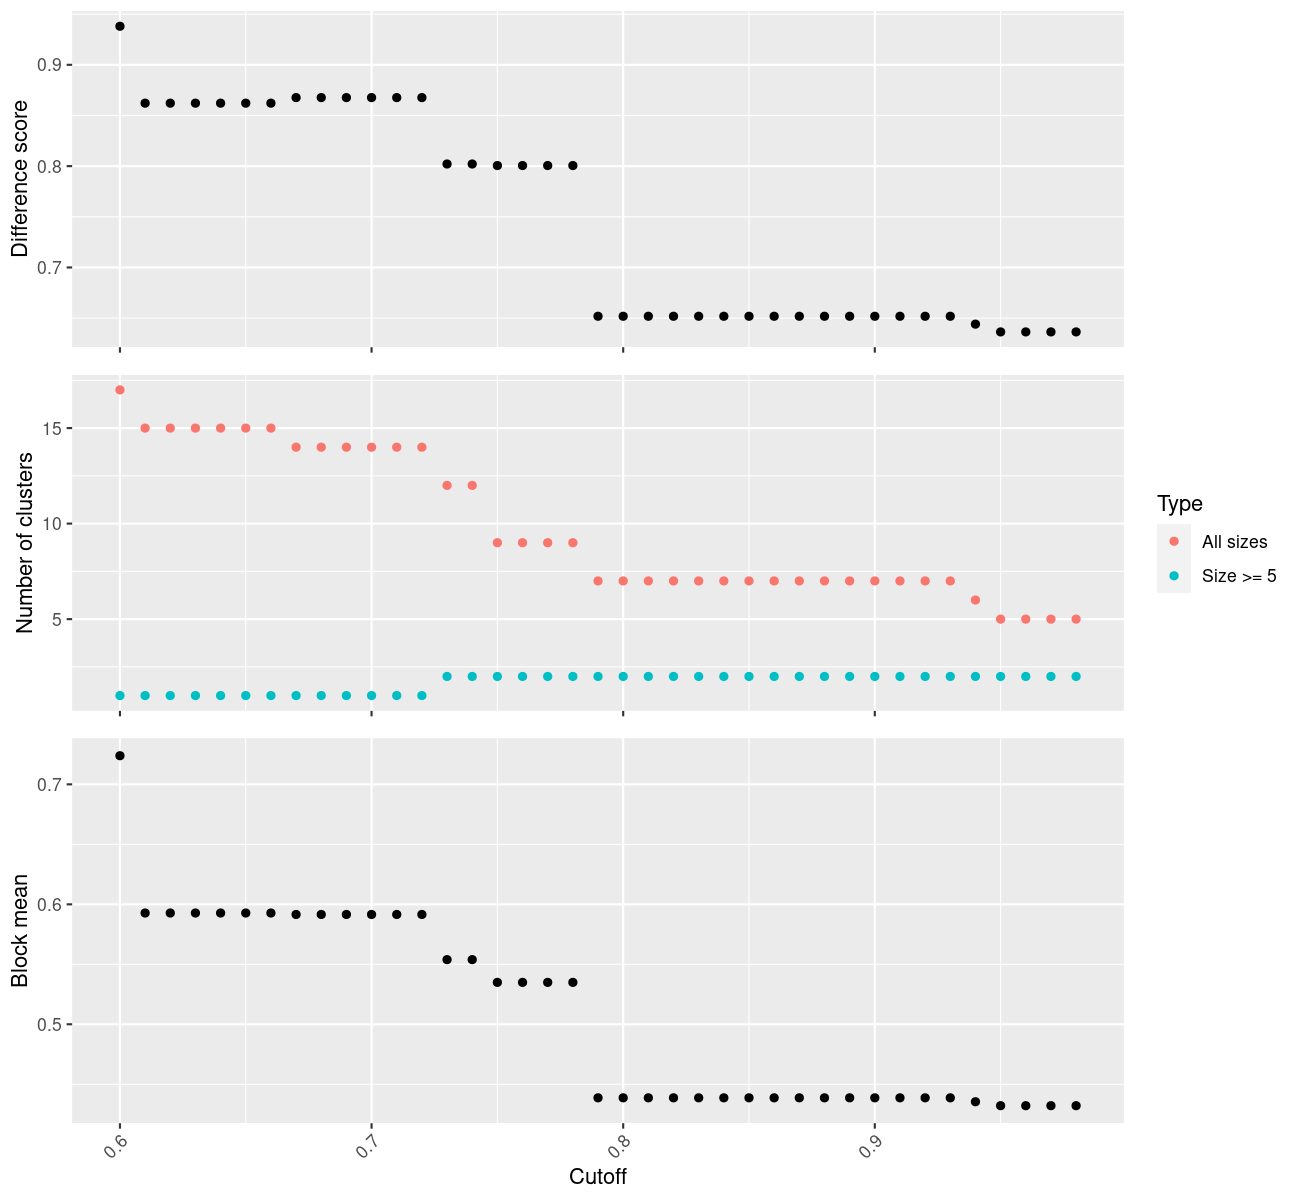 Difference score
0.9
0.8
0.7
Number of clusters
15
10
5
Type
All sizes
Size >= 5
Block mean
0.7
0.6
0.5
0.6
0.7
0.8
0.9
Cutoff